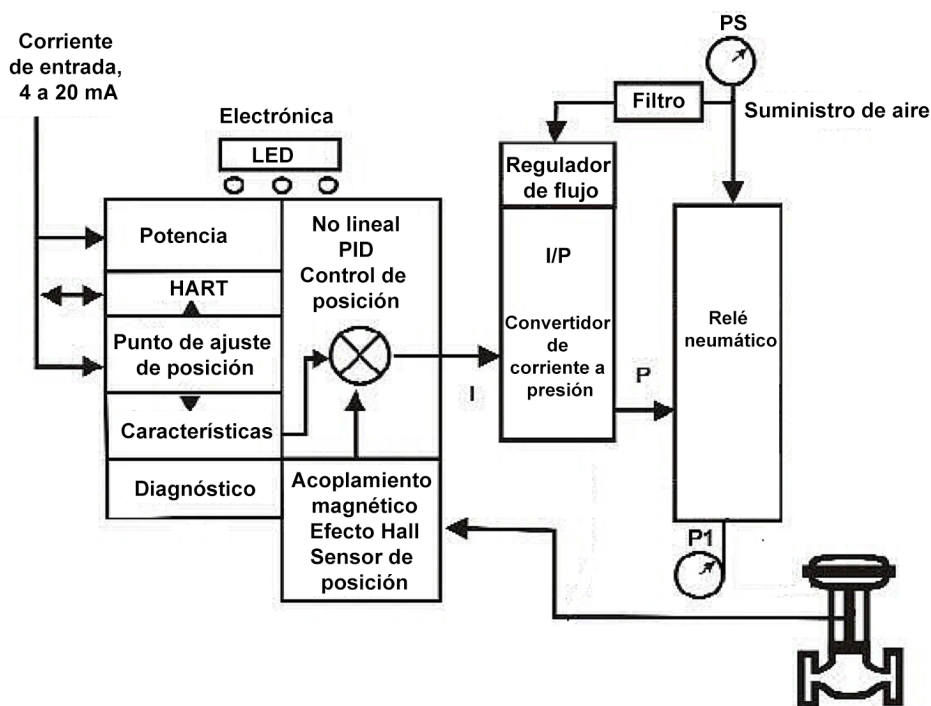 Corriente
de entrada,
4 a 20 mA
Electrónica
LED
Potencia
HART
Punto de ajuste
de posición
Característificas
Diagnóstico
No lineal
PID
Control de
posición
Acoplamiento
magnético
Efecto Hall
Sensor de
posición
I
Regulador
de flujo
I/P
Convertidor
de
corriente a
presión
P
Filtro
PS
Suministro de aire
Relé
neumático
P1